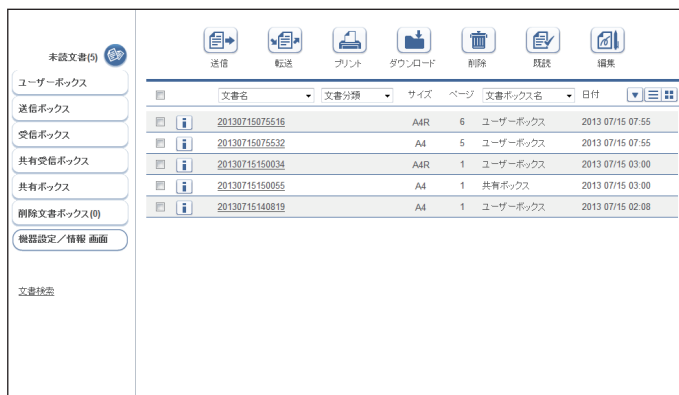 未読文書(5)
ユーザーボックス
送信ボックス
受信ボックス
共有受信ボックス
共有ボックス
削除文書ボックス(0)
機器設定／情報 画面
文書検索
送信 転送 プリント ダウンロード 削除 既読 編集
文書名 文書分類 サイズ ページ 文書ボックス名 日付
20130715075516 A4R 6 ユーザーボックス 2013 07/15 07:55
20130715075532 A4 5 ユーザーボックス 2013 07/15 07:55
20130715150034 A4R 1 ユーザーボックス 2013 07/15 03:00
20130715150055 A4 1 共有ボックス 2013 07/15 03:00
20130715140819 A4 1 ユーザーボックス 2013 07/15 02:08